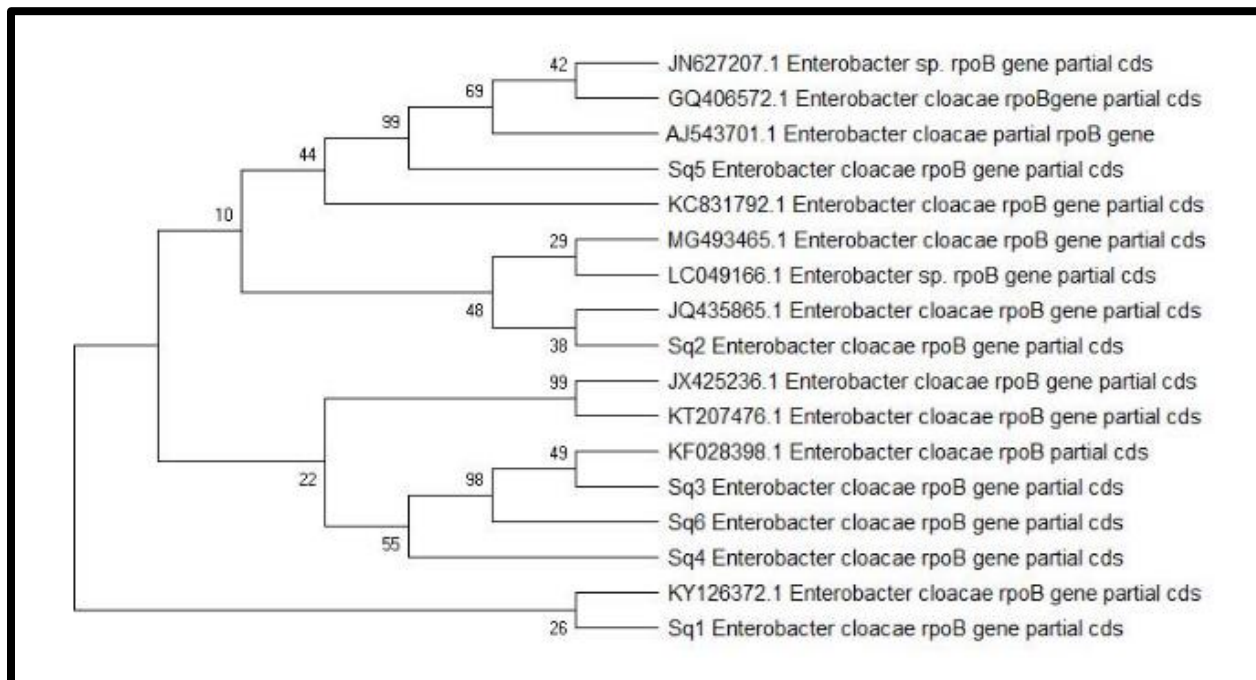 42
JN627207.1 Enterobacter sp. rpoB gene partial cds
69
GQ406572.1 Enterobacter cloacae rpoBgene partial cds
99
AJ543701.1 Enterobacter cloacae partial rpoB gene
44
Sq5 Enterobacter cloacae rpoB gene partial cds
10
KC831792.1 Enterobacter cloacae rpoB gene partial cds
29
MG493465.1 Enterobacter cloacae rpoB gene partial cds
LC049166.1 Enterobacter sp. rpoB gene partial cds
48
JQ435865.1 Enterobacter cloacae rpoB gene partial cds
38
Sq2 Enterobacter cloacae rpoB gene partial cds
99
JX425236.1 Enterobacter cloacae rpoB gene partial cds
KT207476.1 Enterobacter cloacae rpoB gene partial cds
49
KF028398.1 Enterobacter cloacae rpoB partial cds
22
98
Sq3 Enterobacter cloacae rpoB gene partial cds
Sq6 Enterobacter cloacae rpoB gene partial cds
55
Sq4 Enterobacter cloacae rpoB gene partial cds
KY126372.1 Enterobacter cloacae rpoB gene partial cds
26
Sq1 Enterobacter cloacae rpoB gene partial cds